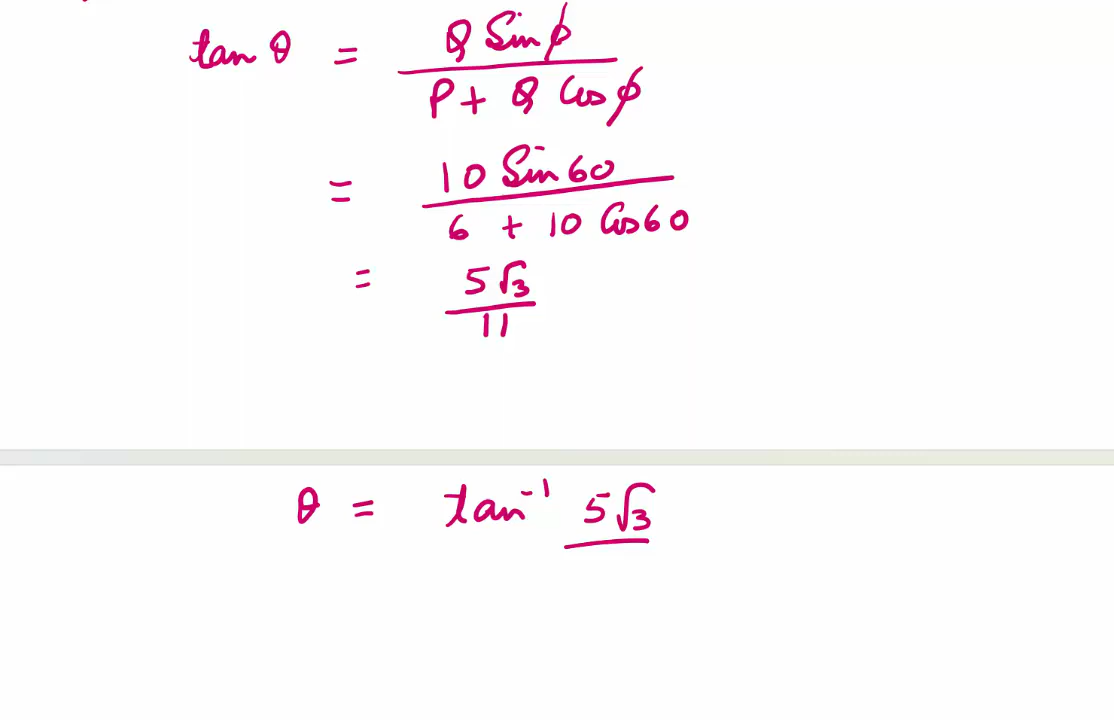 tan θ = Q Sin ϕ / P + Q Cos ϕ
= 10 Sin 60 / 6 + 10 Cos 60
= 5√3 / 11
θ = tan⁻¹ 5√3